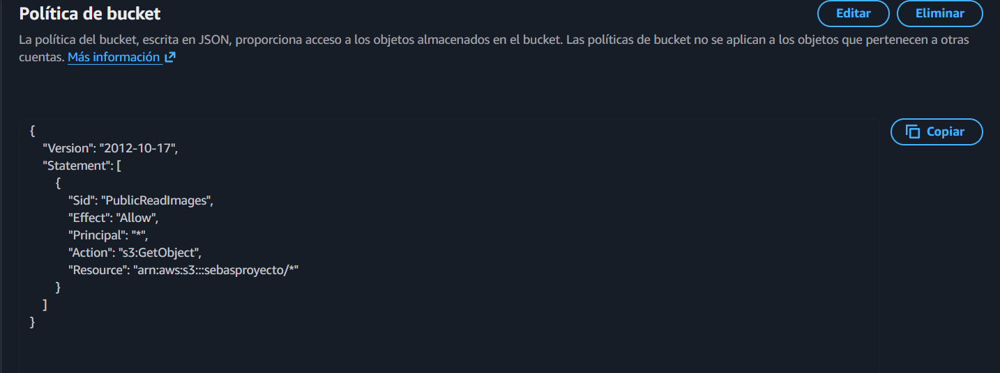 Política de bucket
Editar
Eliminar
La política del bucket, escrita en JSON, proporciona acceso a los objetos almacenados en el bucket. Las políticas de bucket no se aplican a los objetos que pertenecen a otras
cuentas. Más información
Copiar
{
"Version": "2012-10-17",
"Statement": [
{
"Sid": "PublicReadImages",
"Effect": "Allow",
"Principal": "*",
"Action": "s3:GetObject",
"Resource": "arn:aws:s3:::sebasproyecto/*"
}
]
}